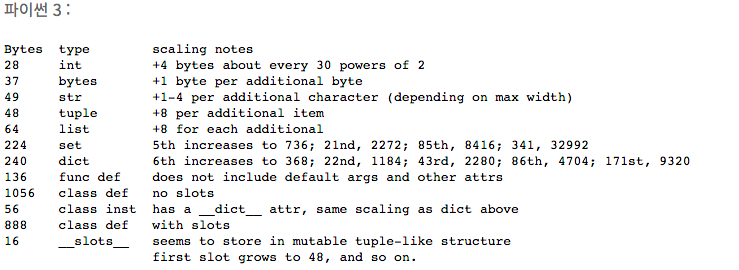 파이썬 3 :
Bytes  type        scaling notes
28     int         +4 bytes about every 30 powers of 2
37     bytes       +1 byte per additional byte
49     str         +1-4 per additional character (depending on max width)
48     tuple       +8 per additional item
64     list        +8 for each additional
224    set         5th increases to 736; 21nd, 2272; 85th, 8416; 341, 32992
240    dict        6th increases to 368; 22nd, 1184; 43rd, 2280; 86th, 4704; 171st, 9320
136    func def    does not include default args and other attrs
1056   class def   no slots
56     class inst  has a __dict__ attr, same scaling as dict above
888    class def   with slots
16     __slots__   seems to store in mutable tuple-like structure
                   first slot grows to 48, and so on.